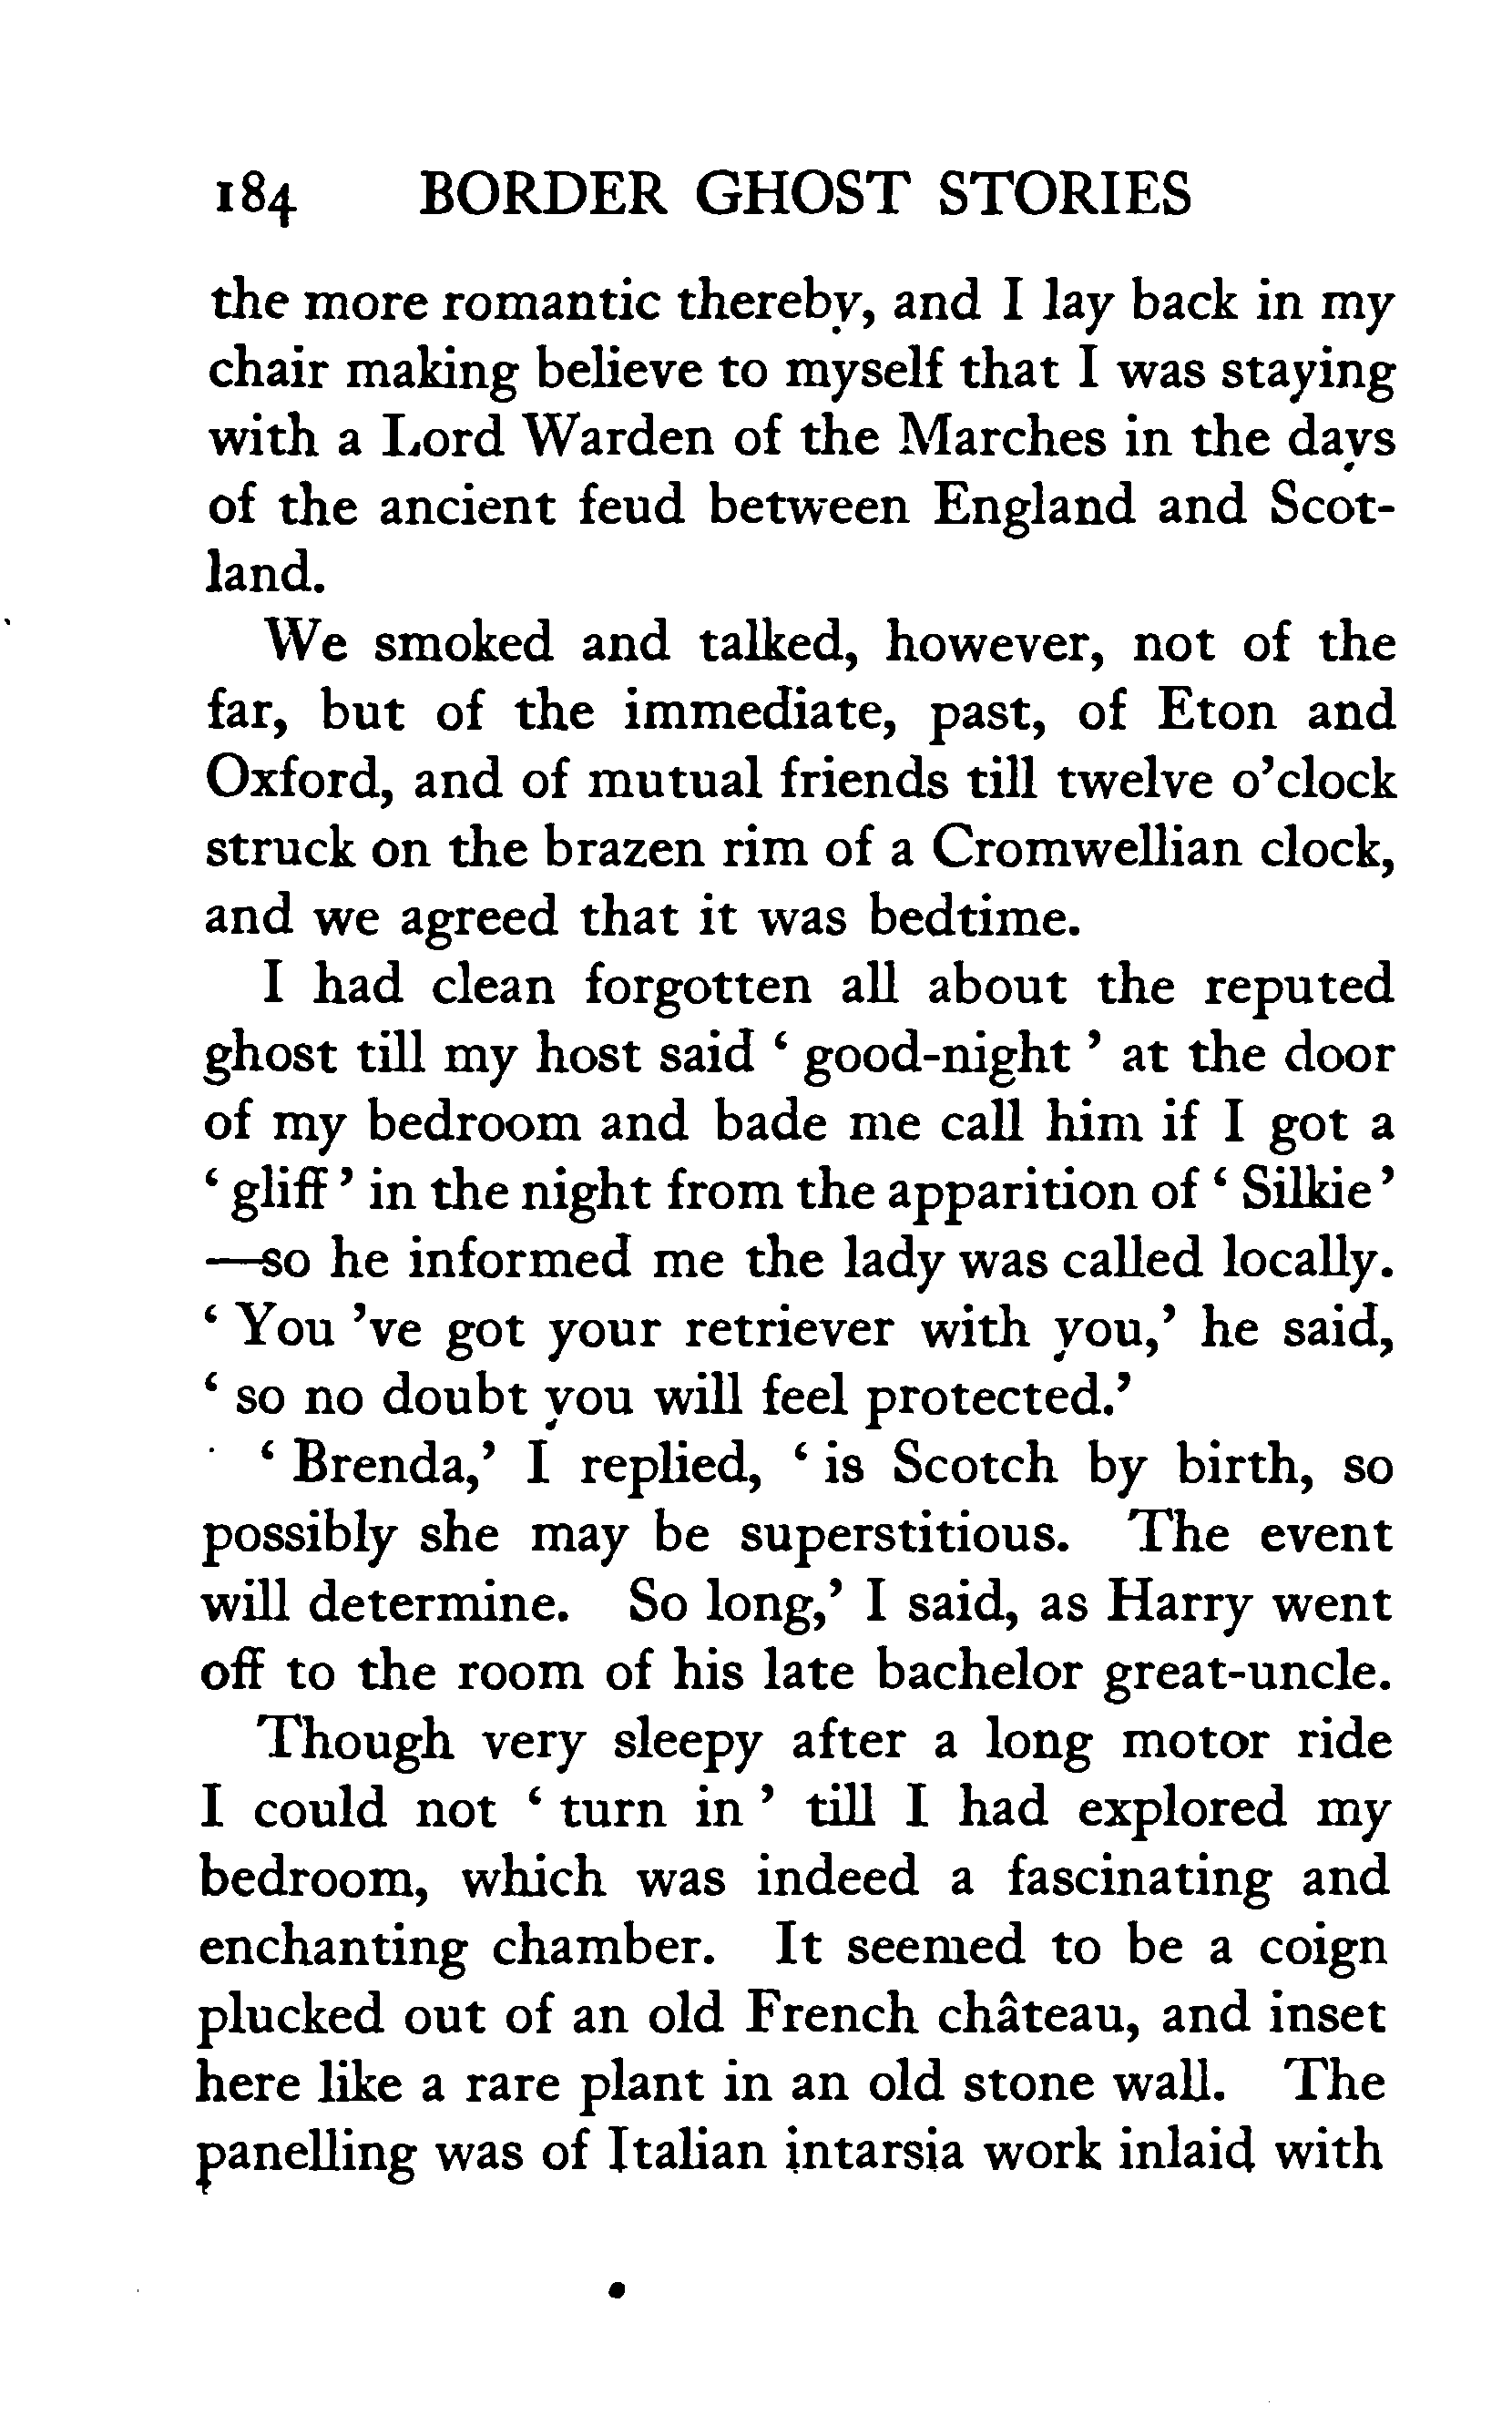 184 BORDER GHOST STORIES
the more romantic thereby, and I lay back in my
chair making believe to myself that I was staying
with a Lord Warden of the Marches in the days
of the ancient feud between England and Scot-
land.
We smoked and talked, however, not of the
far, but of the immediate, past, of Eton and
Oxford, and of mutual friends till twelve o’clock
struck on the brazen rim of a Cromwellian clock,
and we agreed that it was bedtime.
I had clean forgotten all about the reputed
ghost till my host said ‘ good-night ’ at the door
of my bedroom and bade me call him if I got a
‘ gliff ’ in the night from the apparition of ‘ Silkie ’
—so he informed me the lady was called locally.
‘ You ’ve got your retriever with you,’ he said,
‘ so no doubt you will feel protected.’
‘ Brenda,’ I replied, ‘ is Scotch by birth, so
possibly she may be superstitious. The event
will determine. So long,’ I said, as Harry went
off to the room of his late bachelor great-uncle.
Though very sleepy after a long motor ride
I could not ‘ turn in ’ till I had explored my
bedroom, which was indeed a fascinating and
enchanting chamber. It seemed to be a coign
plucked out of an old French château, and inset
here like a rare plant in an old stone wall. The
panelling was of Italian intarsia work inlaid with